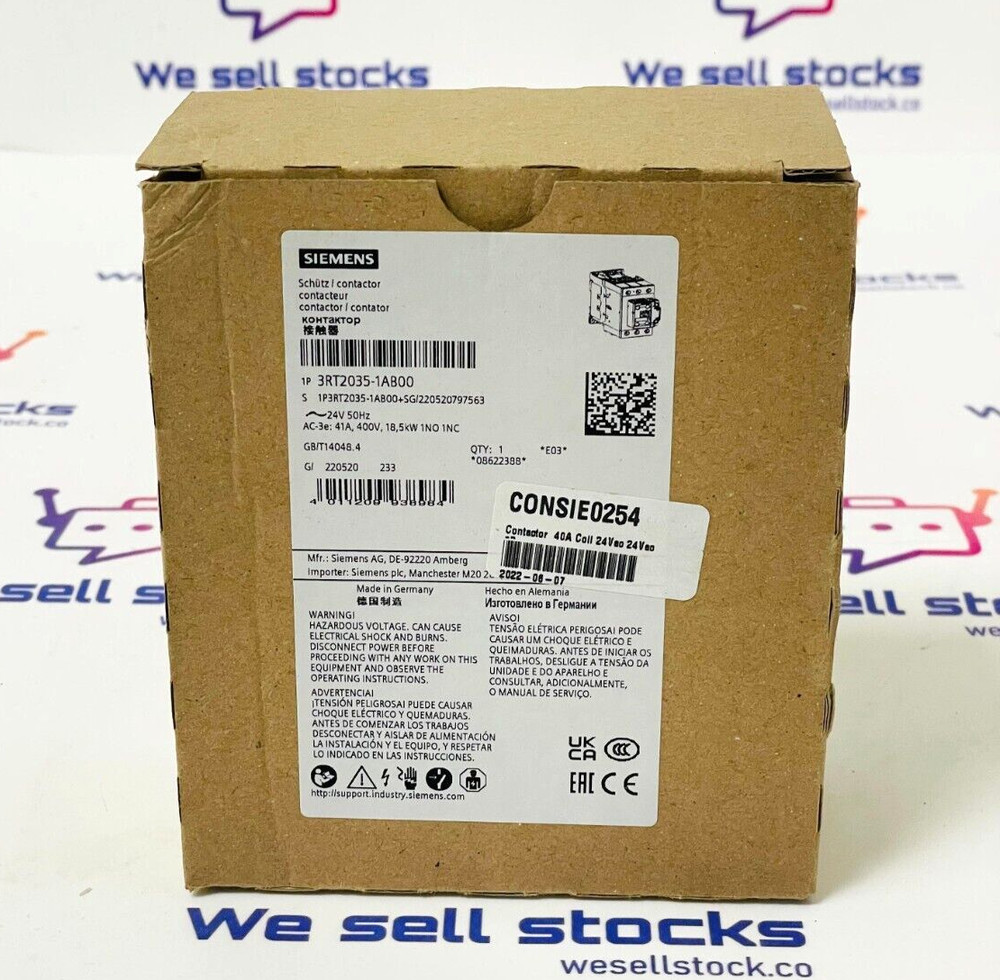 We sell stocks
We sell stocks
SIEMENS
Schütz / contactor
contacteur
contactor / contator
контактор
接触器
1P 3RT2035-1AB00
S 1P3RT2035-1AB00+SG/220520797563
24V 50Hz
AC-3e: 41A, 400V, 18,5kW 1NO 1NC
GB/T14048.4
QTY: 1 *E03*
*0862238B*
G/ 220520 233
4 011209 938984
CONSIE0254
Contactor 40A Coil 24Vac 24Vac
2022-06-07
Mfr.: Siemens AG, DE-92220 Amberg
Importer: Siemens plc, Manchester M20
Made in Germany
德国制造
Hecho en Alemania
Изготовлено в Германии
WARNING!
HAZARDOUS VOLTAGE. CAN CAUSE
ELECTRICAL SHOCK AND BURNS.
DISCONNECT POWER BEFORE
PROCEEDING WITH ANY WORK ON THIS
EQUIPMENT AND OBSERVE THE
OPERATING INSTRUCTIONS.
ADVERTENCIA!
¡TENSIÓN PELIGROSA! PUEDE CAUSAR
CHOQUE ELÉCTRICO Y QUEMADURAS.
ANTES DE COMENZAR LOS TRABAJOS
DESCONECTAR Y AISLAR DE ALIMENTACIÓN
LA INSTALACIÓN Y EL EQUIPO, Y RESPETAR
LO INDICADO EN LAS INSTRUCCIONES.
AVISO!
TENSÃO ELÉTRICA PERIGOSA! PODE
CAUSAR UM CHOQUE ELÉTRICO E
QUEIMADURAS. ANTES DE INICIAR OS
TRABALHOS, DESLIGUE A TENSÃO DA
UNIDADE E DO APARELHO E
CONSULTAR, ADICIONALMENTE,
O MANUAL DE SERVIÇO.
UK
CA
CCC
EAC CE
http://support.industry.siemens.com
We sell stocks
wesellstock.co